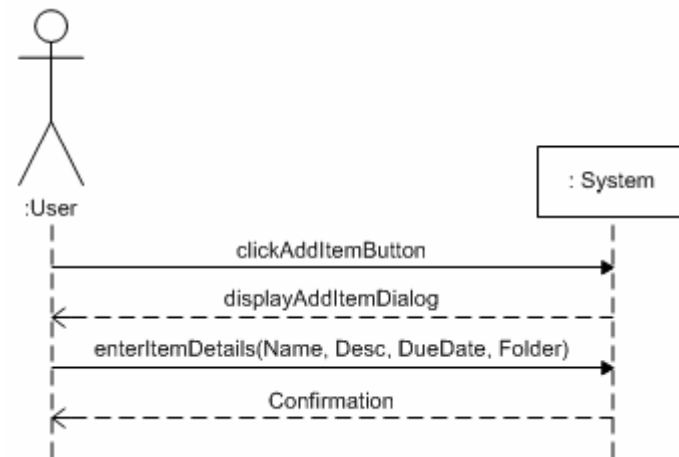 : System
:User
clickAddItemButton
displayAddItemDialog
enterItemDetails(Name, Desc, DueDate, Folder)
Confirmation